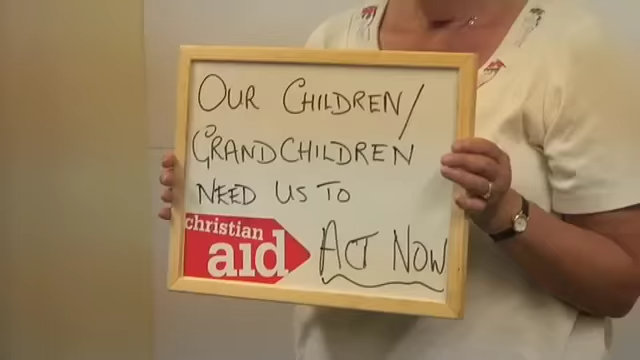 OUR CHILDREN/
GRANDCHILDREN
NEED US TO
christian
aid
ACT NOW